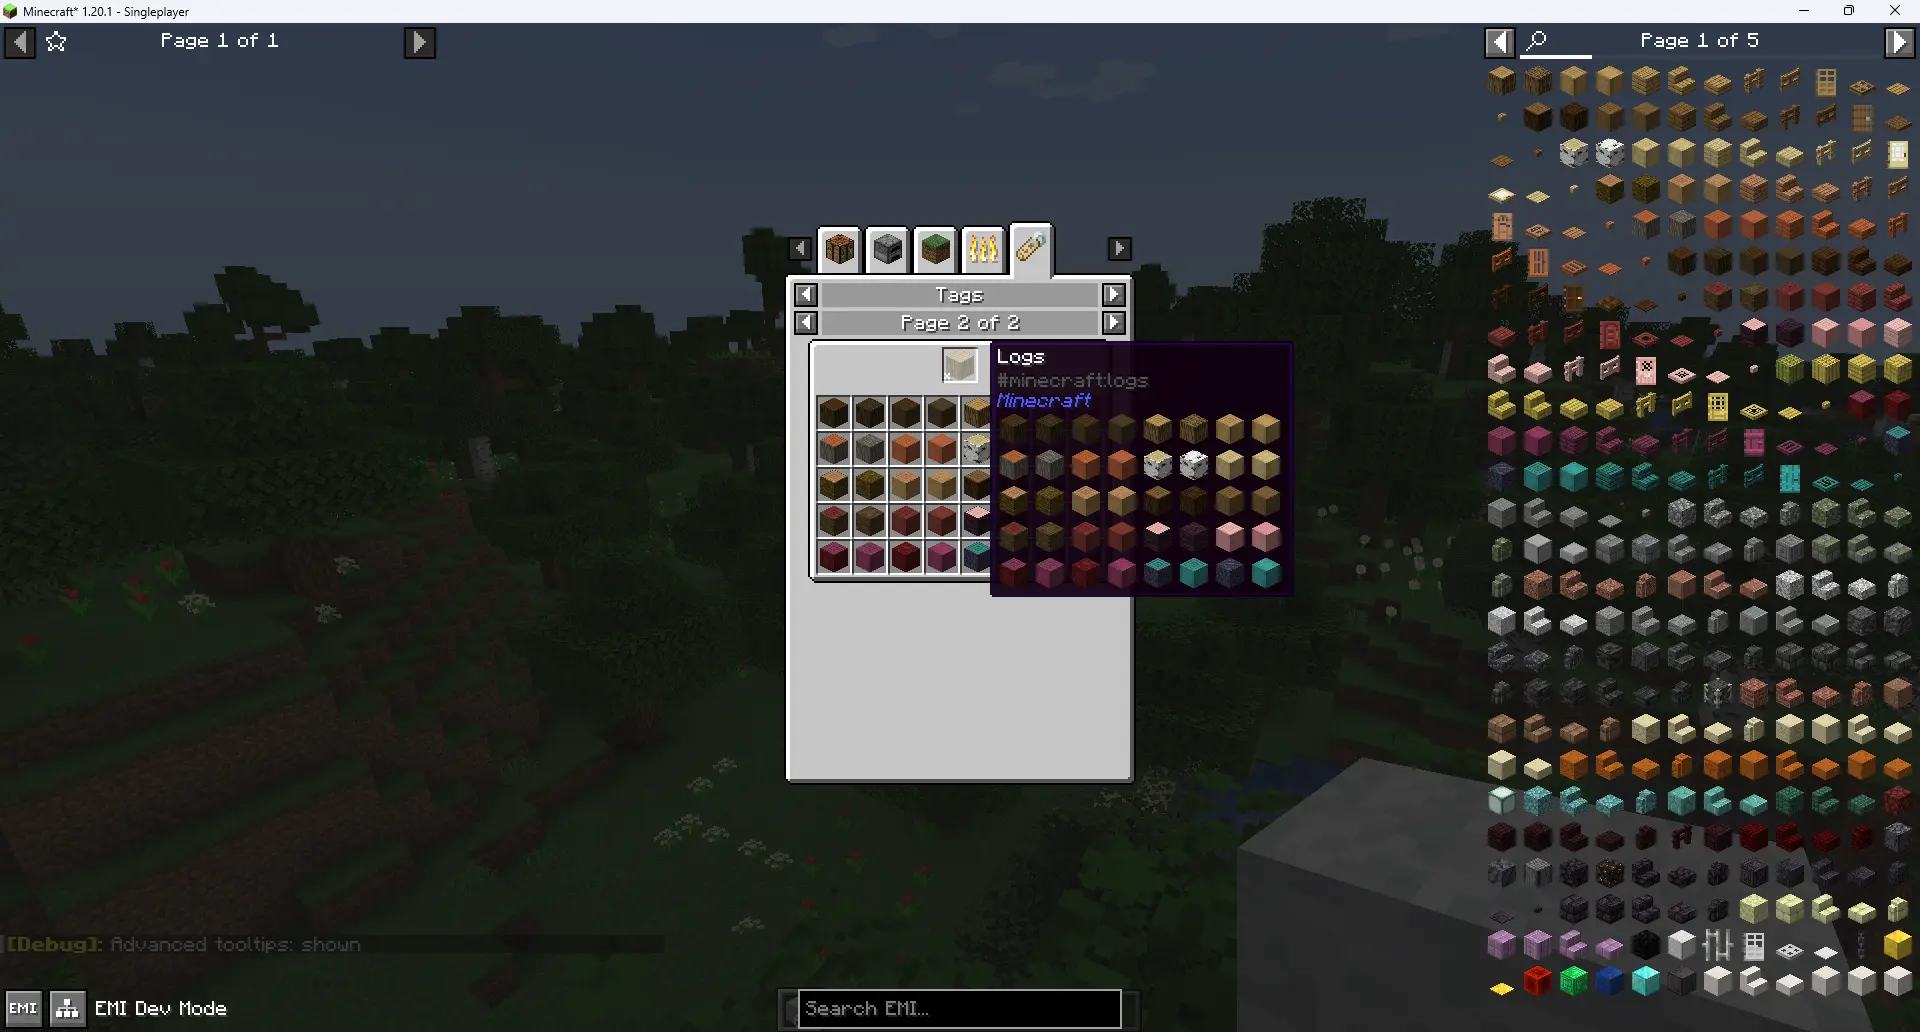 Minecraft* 1.20.1 - Singleplayer
Page 1 of 1
Page 1 of 5
Tags
Page 2 of 2
Logs
#minecraft:logs
Minecraft
[Debug]: Advanced tooltips: shown
EMI
EMI Dev Mode
Search EMI...